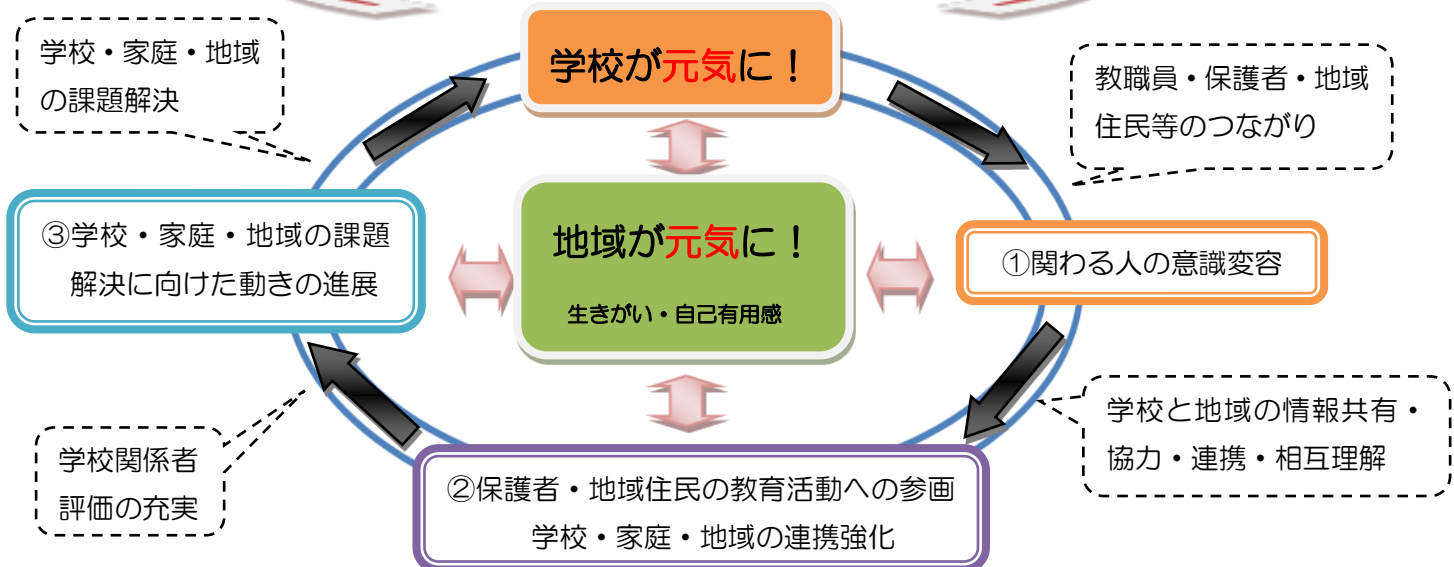 学校・家庭・地域
の課題解決
学校が元気に！
教職員・保護者・地域
住民等のつながり
③学校・家庭・地域の課題
解決に向けた動きの進展
地域が元気に！
生きがい・自己有用感
①関わる人の意識変容
学校関係者
評価の充実
②保護者・地域住民の教育活動への参画
学校・家庭・地域の連携強化
学校と地域の情報共有・
協力・連携・相互理解